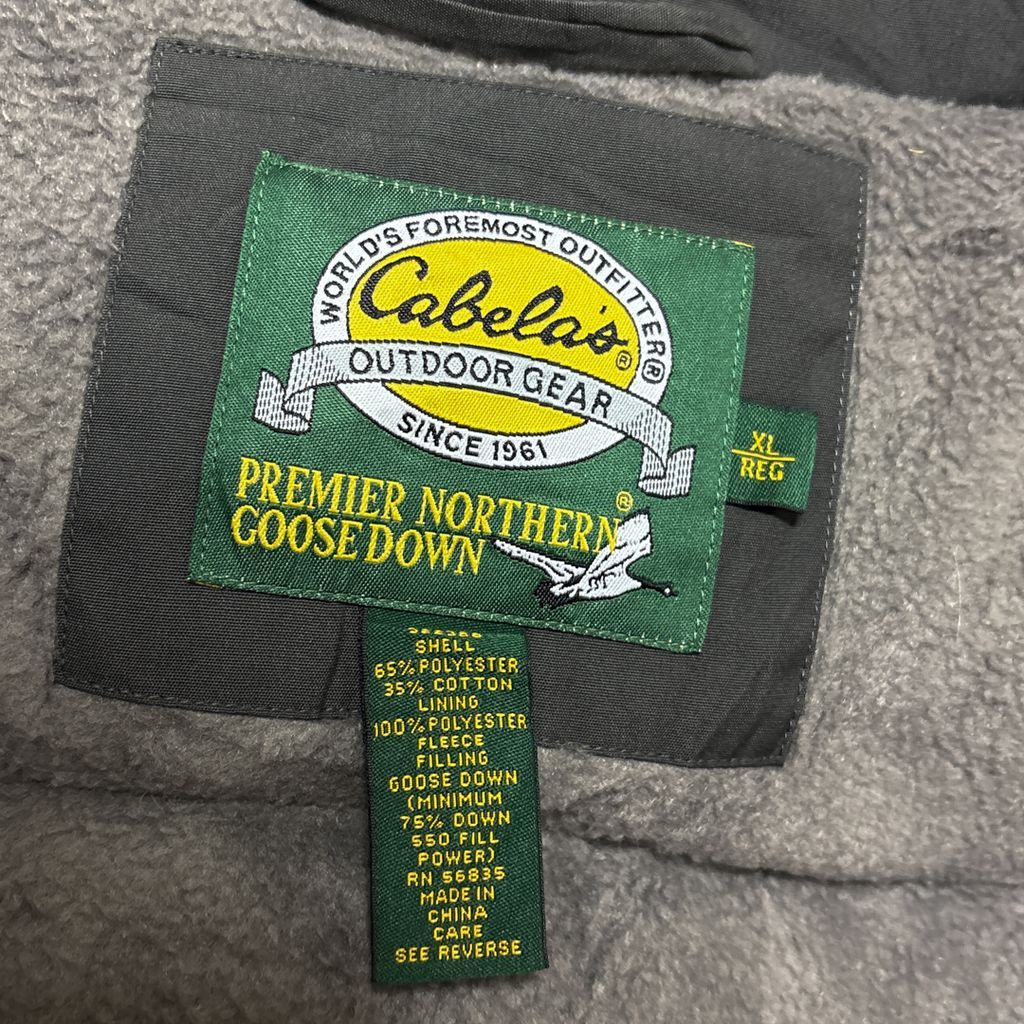 WORLD'S FOREMOST OUTFITTER®
Cabela's®
OUTDOOR GEAR
SINCE 1961
PREMIER NORTHERN®
GOOSE DOWN
XL
REG
SHELL
65% POLYESTER
35% COTTON
LINING
100% POLYESTER
FLEECE
FILLING
GOOSE DOWN
(MINIMUM
75% DOWN
550 FILL
POWER)
RN 56835
MADE IN
CHINA
CARE
SEE REVERSE